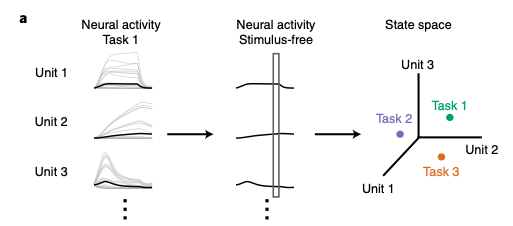 a
Neural activity
Task 1
Neural activity
Stimulus-free
State space
Unit 1
Unit 2
Unit 3
Unit 3
Task 1
Task 2
Unit 2
Task 3
Unit 1